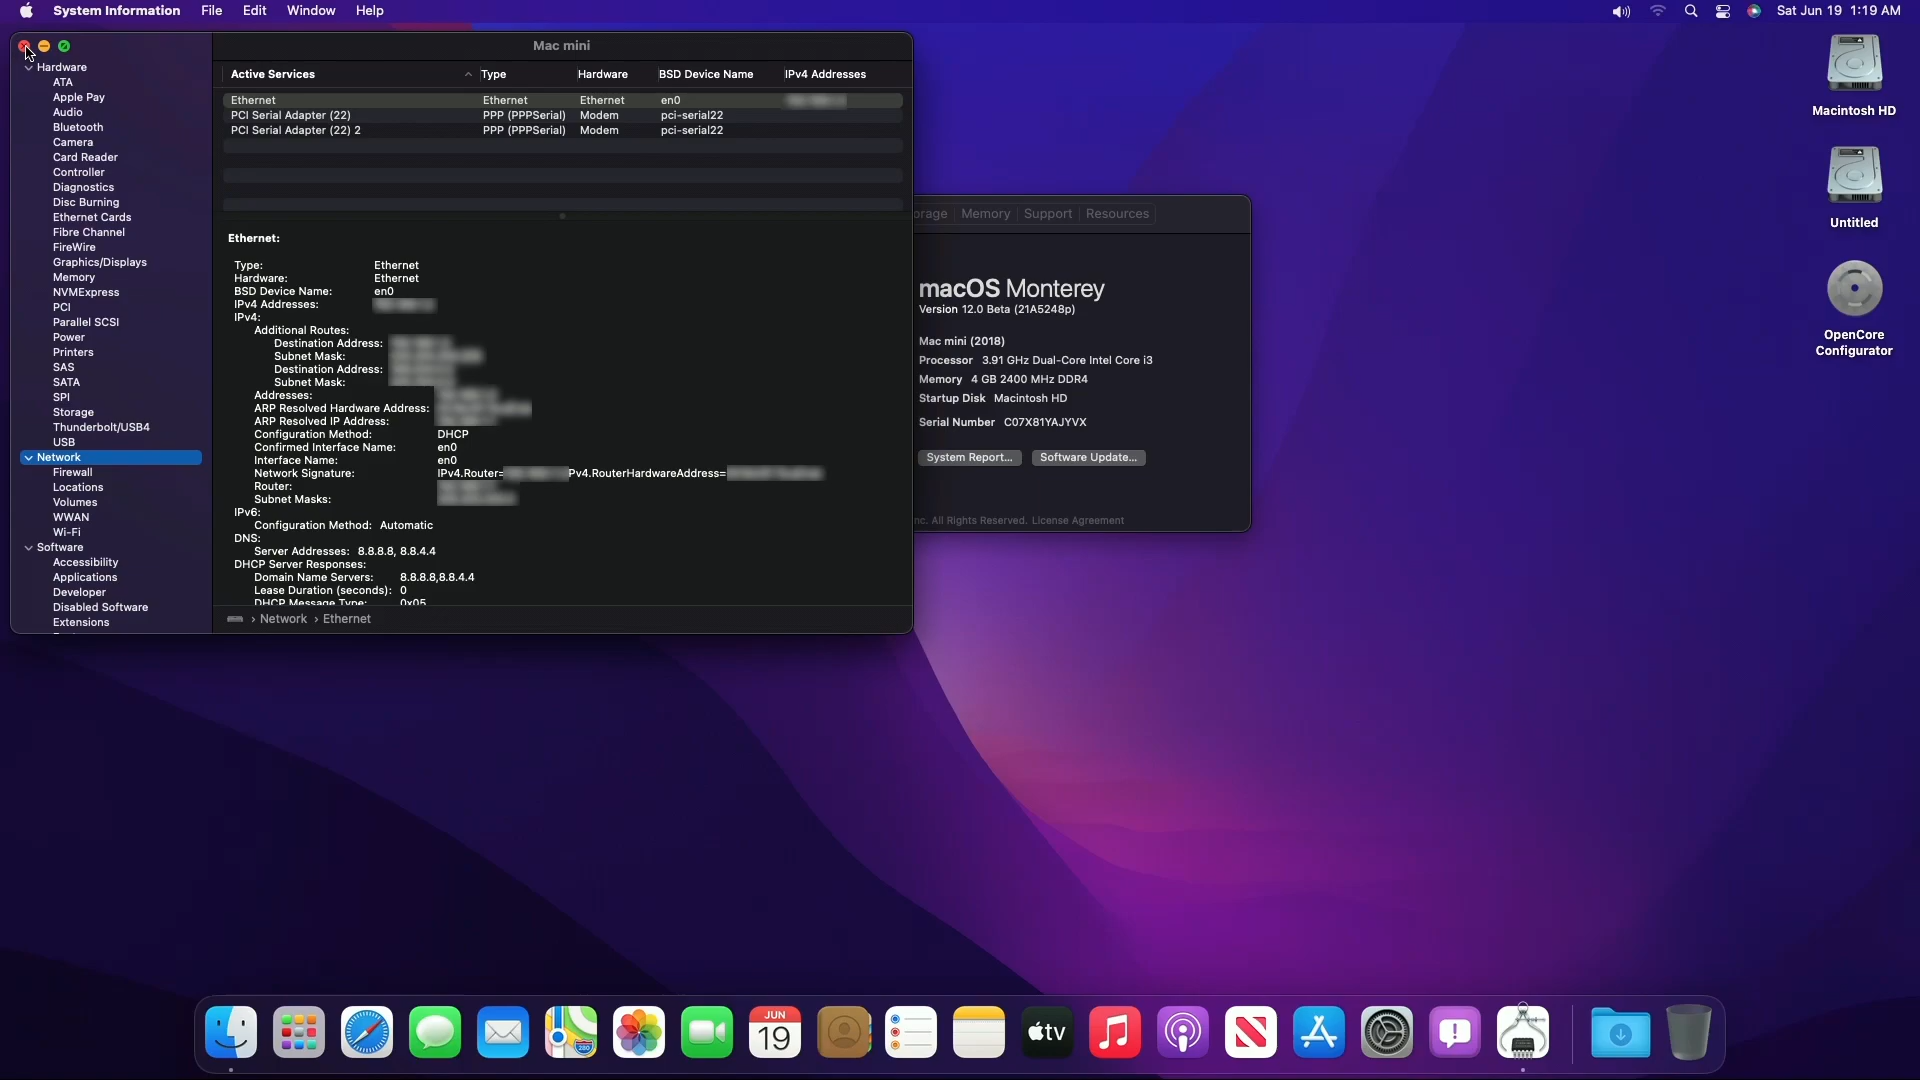 System Information File Edit Window Help
Sat Jun 19 1:19 AM
Mac mini
Hardware
ATA
Apple Pay
Audio
Bluetooth
Camera
Card Reader
Controller
Diagnostics
Disc Burning
Ethernet Cards
Fibre Channel
FireWire
Graphics/Displays
Memory
NVMExpress
PCI
Parallel SCSI
Power
Printers
SAS
SATA
SPI
Storage
Thunderbolt/USB4
USB
Network
Firewall
Locations
Volumes
WWAN
Wi-Fi
Software
Accessibility
Applications
Developer
Disabled Software
Extensions
Active Services Type Hardware BSD Device Name IPv4 Addresses
Ethernet Ethernet Ethernet en0
PCI Serial Adapter (22) PPP (PPPSerial) Modem pci-serial22
PCI Serial Adapter (22) 2 PPP (PPPSerial) Modem pci-serial22
Ethernet:
Type: Ethernet
Hardware: Ethernet
BSD Device Name: en0
IPv4 Addresses:
IPv4:
Additional Routes:
Destination Address:
Subnet Mask:
Destination Address:
Subnet Mask:
Addresses:
ARP Resolved Hardware Address:
ARP Resolved IP Address:
Configuration Method: DHCP
Confirmed Interface Name: en0
Interface Name: en0
Network Signature: IPv4.Router= Pv4.RouterHardwareAddress=
Router:
Subnet Masks:
IPv6:
Configuration Method: Automatic
DNS:
Server Addresses: 8.8.8.8, 8.8.4.4
DHCP Server Responses:
Domain Name Servers: 8.8.8.8,8.8.4.4
Lease Duration (seconds): 0
DHCP Message Type: 0x05
› Network › Ethernet
orage Memory Support Resources
macOS Monterey
Version 12.0 Beta (21A5248p)
Mac mini (2018)
Processor 3.91 GHz Dual-Core Intel Core i3
Memory 4 GB 2400 MHz DDR4
Startup Disk Macintosh HD
Serial Number C07X81YAJYVX
System Report... Software Update...
nc. All Rights Reserved. License Agreement
Macintosh HD
Untitled
OpenCore
Configurator
JUN
19
tv
280